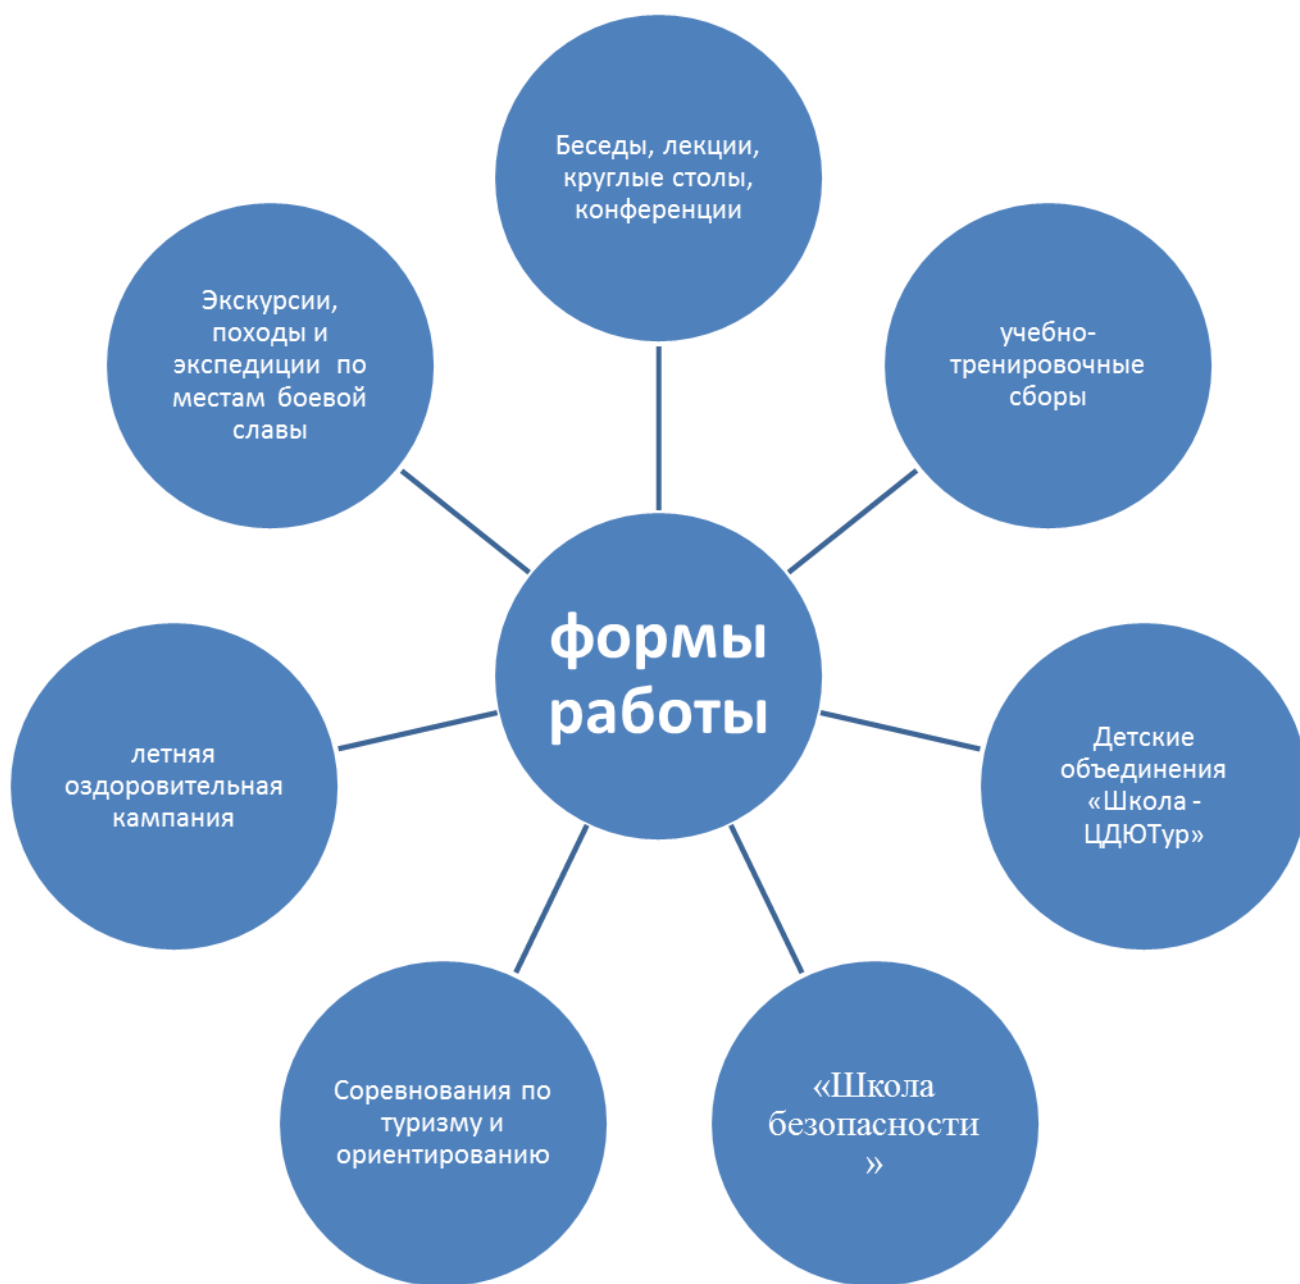 Беседы, лекции,
круглые столы,
конференции
учебно-
тренировочные
сборы
Детские
объединения
«Школа -
ЦДЮТур»
«Школа
безопасности
»
Соревнования по
туризму и
ориентированию
летняя
оздоровительная
кампания
Экскурсии,
походы и
экспедиции по
местам боевой
славы
формы
работы